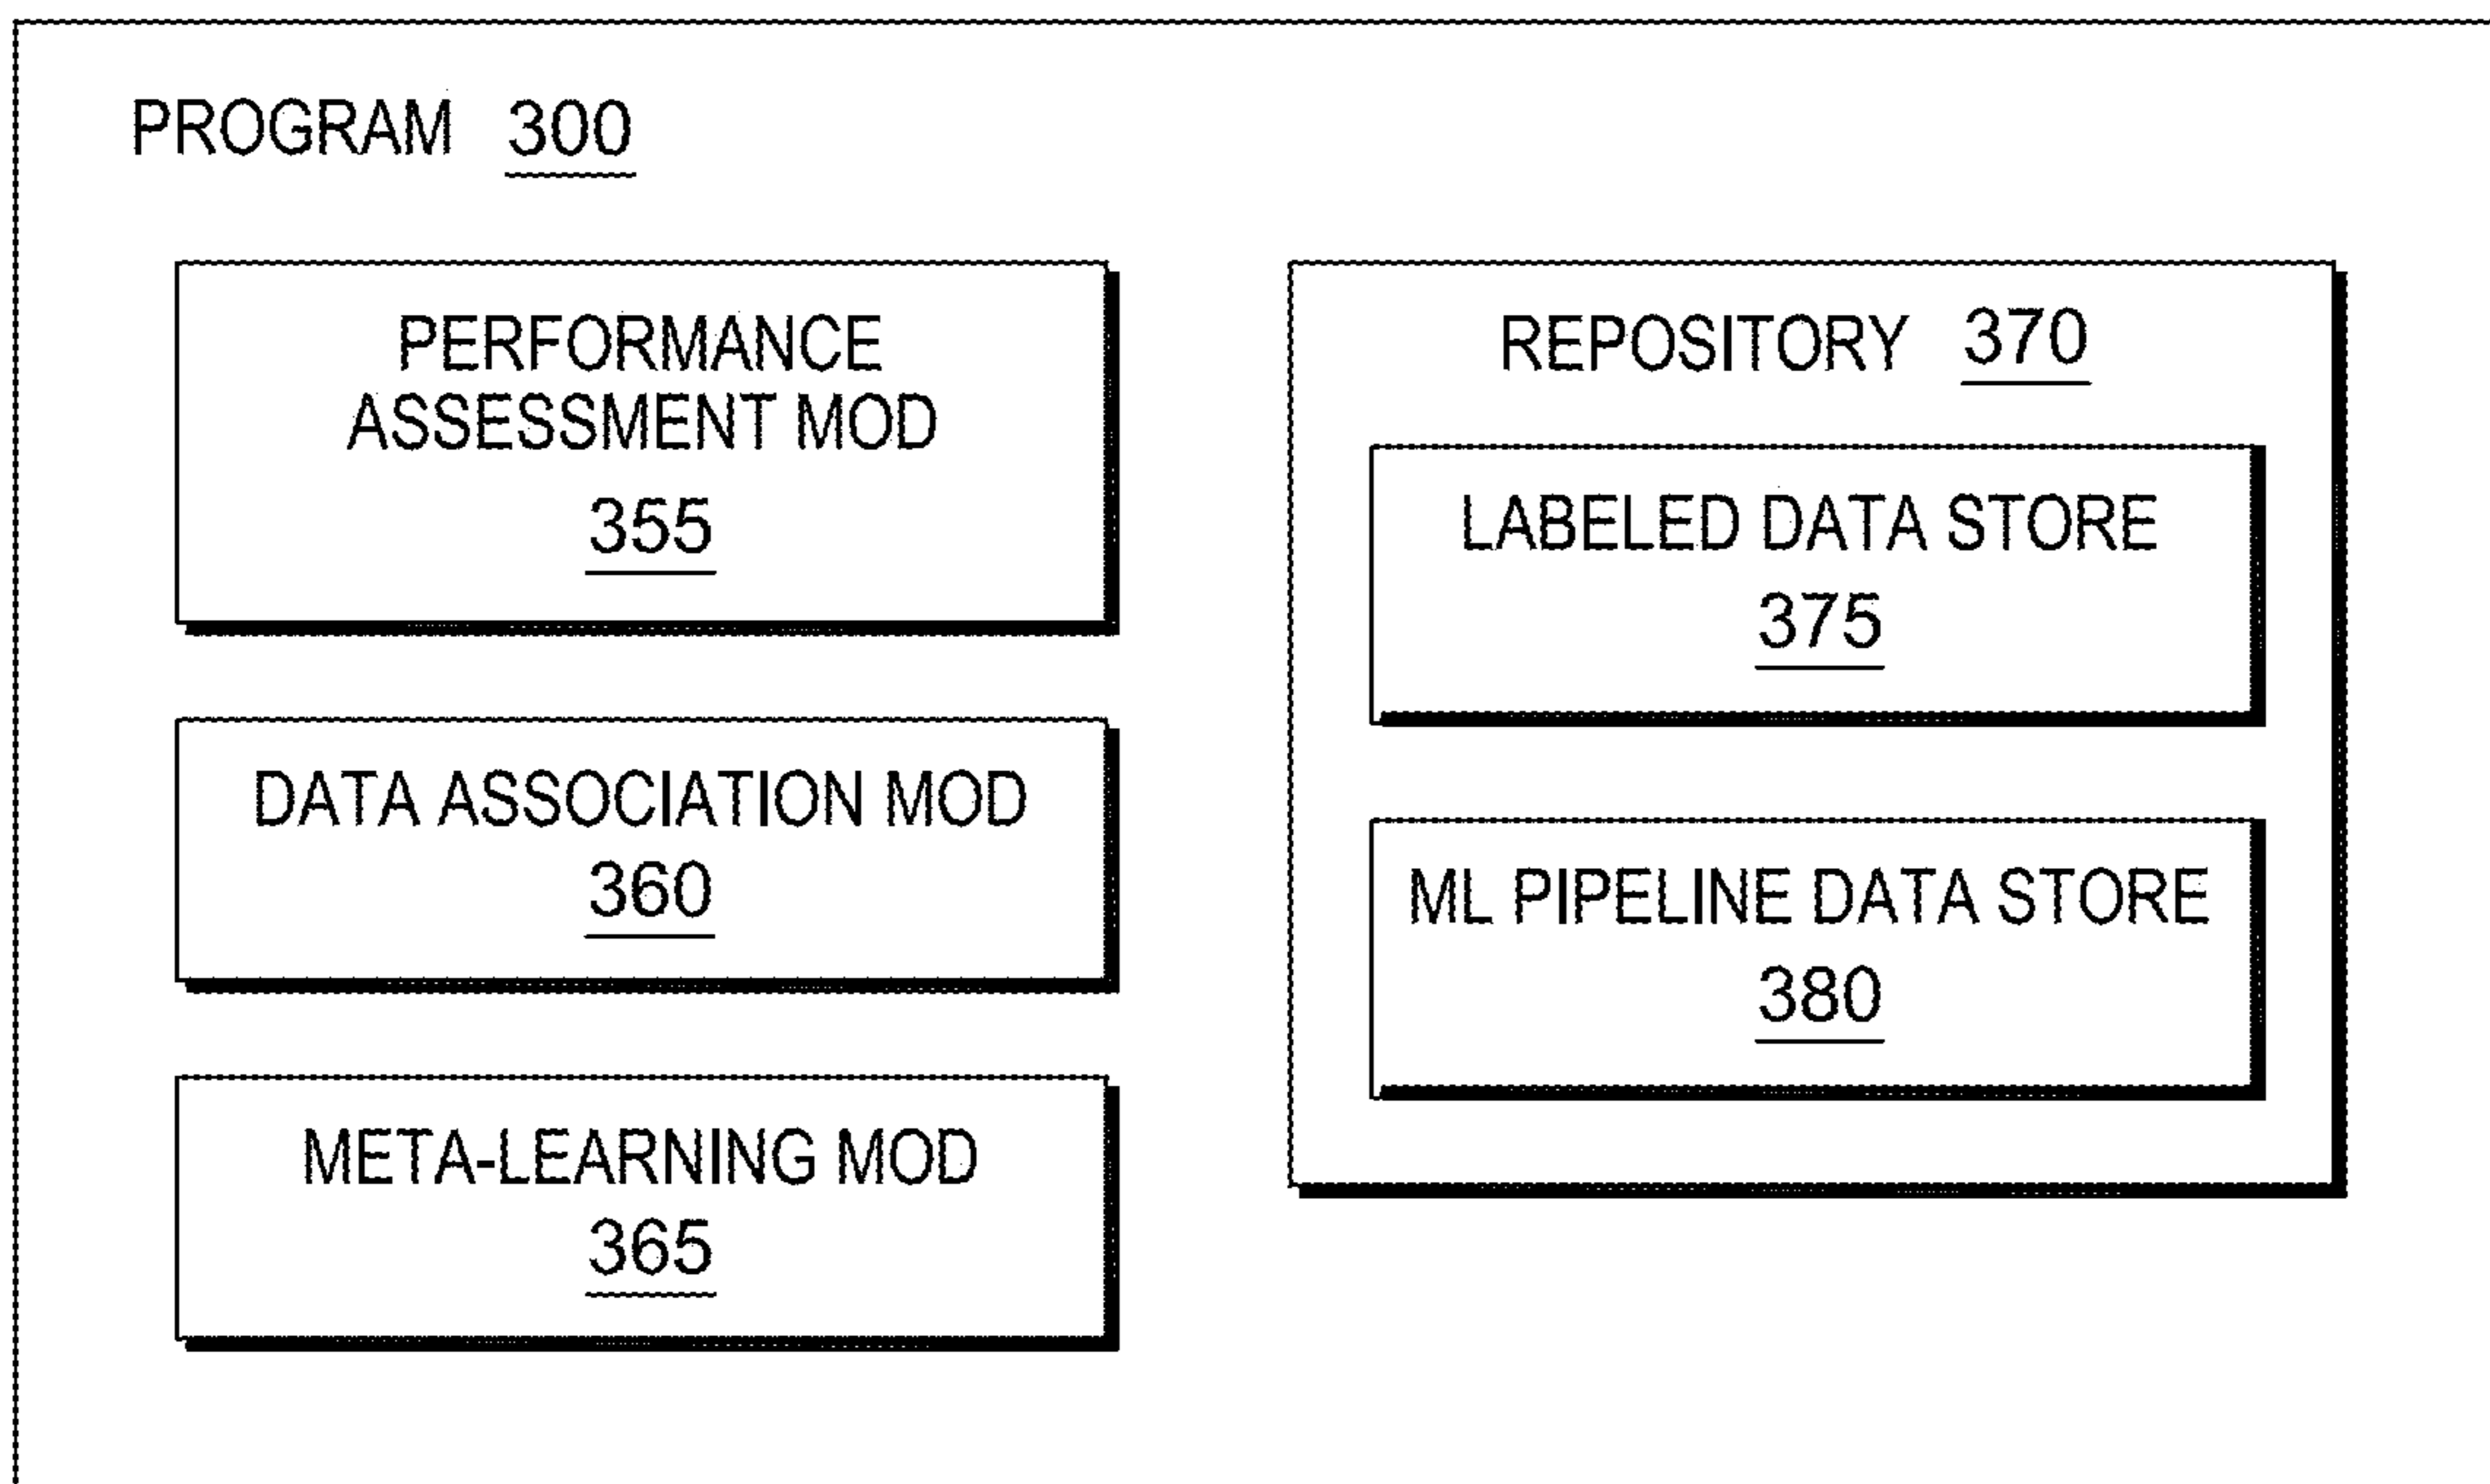 PROGRAM 300
PERFORMANCE
ASSESSMENT MOD
355
DATA ASSOCIATION MOD
360
META-LEARNING MOD
365
REPOSITORY 370
LABELED DATA STORE
375
ML PIPELINE DATA STORE
380